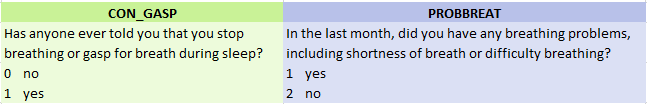 CON_GASP
Has anyone ever told you that you stop
breathing or gasp for breath during sleep?
0 no
1 yes
PROBBREAT
In the last month, did you have any breathing problems,
including shortness of breath or difficulty breathing?
1 yes
2 no